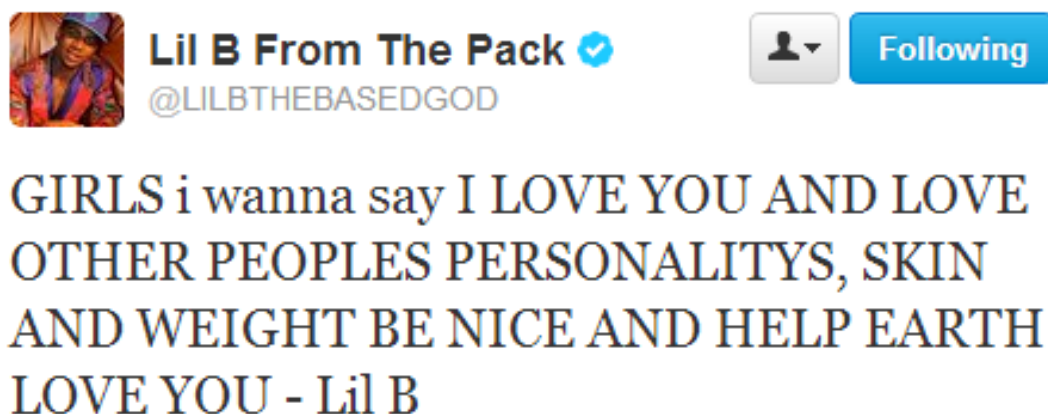 Lil B From The Pack
@LILBTHEBASEDGOD
Following
GIRLS i wanna say I LOVE YOU AND LOVE
OTHER PEOPLES PERSONALITYS, SKIN
AND WEIGHT BE NICE AND HELP EARTH
LOVE YOU - Lil B